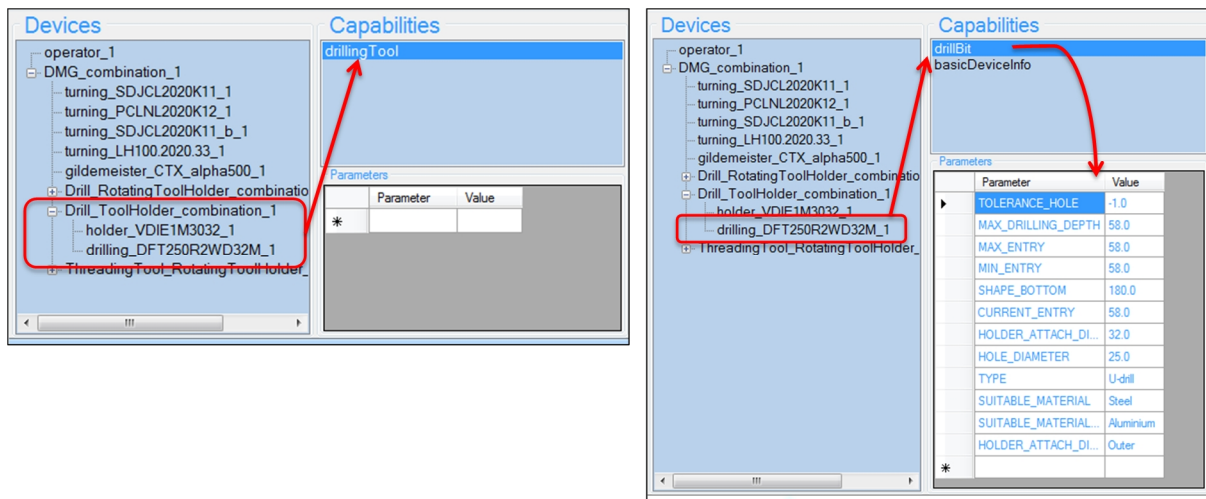 Devices
operator_1
DMG_combination_1
turning_SDJCL2020K11_1
turning_PCLNL2020K12_1
turning_SDJCL2020K11_b_1
turning_LH100.2020.33_1
gildemeister_CTX_alpha500_1
Drill_RotatingToolHolder_combinatio
Drill_ToolHolder_combination_1
holder_VDIE1M3032_1
drilling_DFT250R2WD32M_1
ThreadingTool_RotatingToolHolder_
Capabilities
drillingTool
Parameters
Parameter Value
Devices
operator_1
DMG_combination_1
turning_SDJCL2020K11_1
turning_PCLNL2020K12_1
turning_SDJCL2020K11_b_1
turning_LH100.2020.33_1
gildemeister_CTX_alpha500_1
Drill_RotatingToolHolder_combinatio
Drill_ToolHolder_combination_1
holder_VDIE1M3032_1
drilling_DFT250R2WD32M_1
ThreadingTool_RotatingToolHolder_
Capabilities
drillBit
basicDeviceInfo
Parameters
Parameter Value
TOLERANCE_HOLE -1.0
MAX_DRILLING_DEPTH 58.0
MAX_ENTRY 58.0
MIN_ENTRY 58.0
SHAPE_BOTTOM 180.0
CURRENT_ENTRY 58.0
HOLDER_ATTACH_DI... 32.0
HOLE_DIAMETER 25.0
TYPE U-drill
SUITABLE_MATERIAL Steel
SUITABLE_MATERIAL... Aluminium
HOLDER_ATTACH_DI... Outer